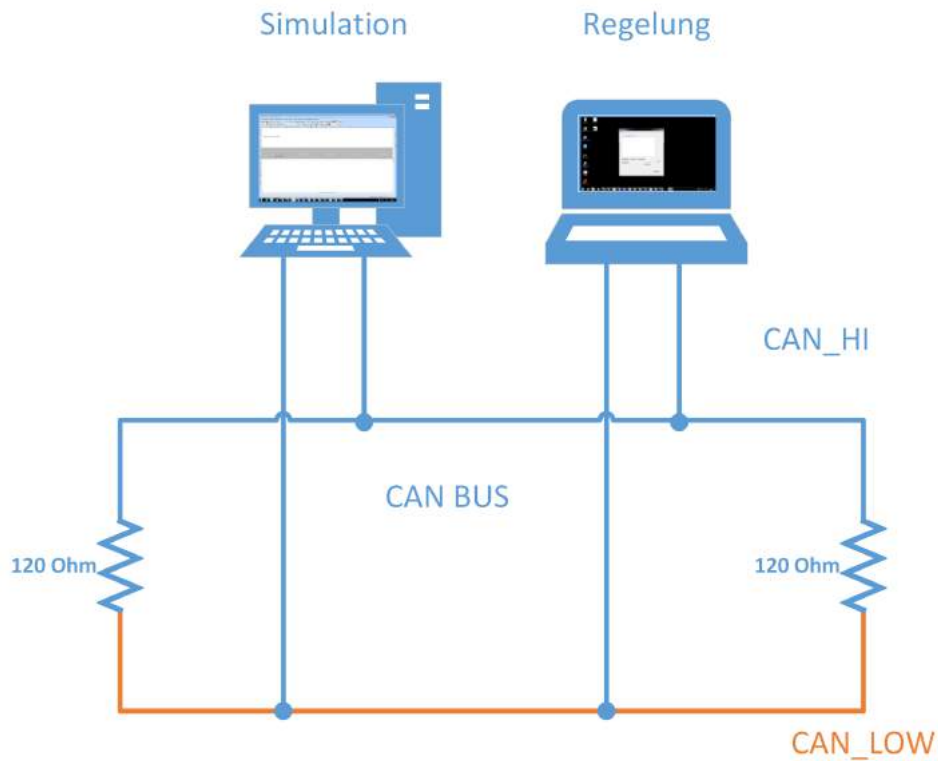 Simulation
Regelung
CAN_HI
CAN BUS
120 Ohm
120 Ohm
CAN_LOW